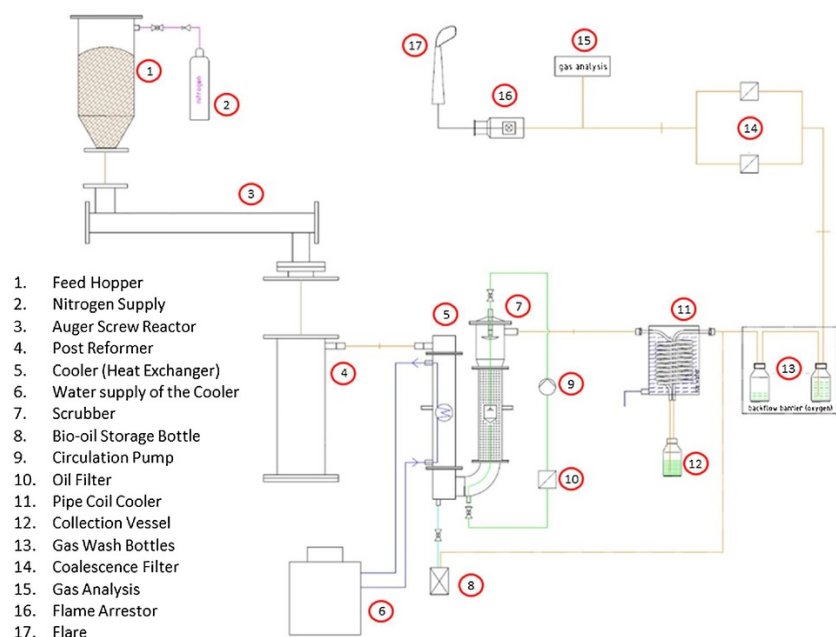 17
15
gas analysis
1
16
nitrogen
2
14
3
1. Feed Hopper
2. Nitrogen Supply
3. Auger Screw Reactor
4. Post Reformer
5. Cooler (Heat Exchanger)
6. Water supply of the Cooler
7. Scrubber
8. Bio-oil Storage Bottle
9. Circulation Pump
10. Oil Filter
11. Pipe Coil Cooler
12. Collection Vessel
13. Gas Wash Bottles
14. Coalescence Filter
15. Gas Analysis
16. Flame Arrestor
17. Flare
5
7
11
4
9
13
backflow barrier (oxygen)
12
10
8
6